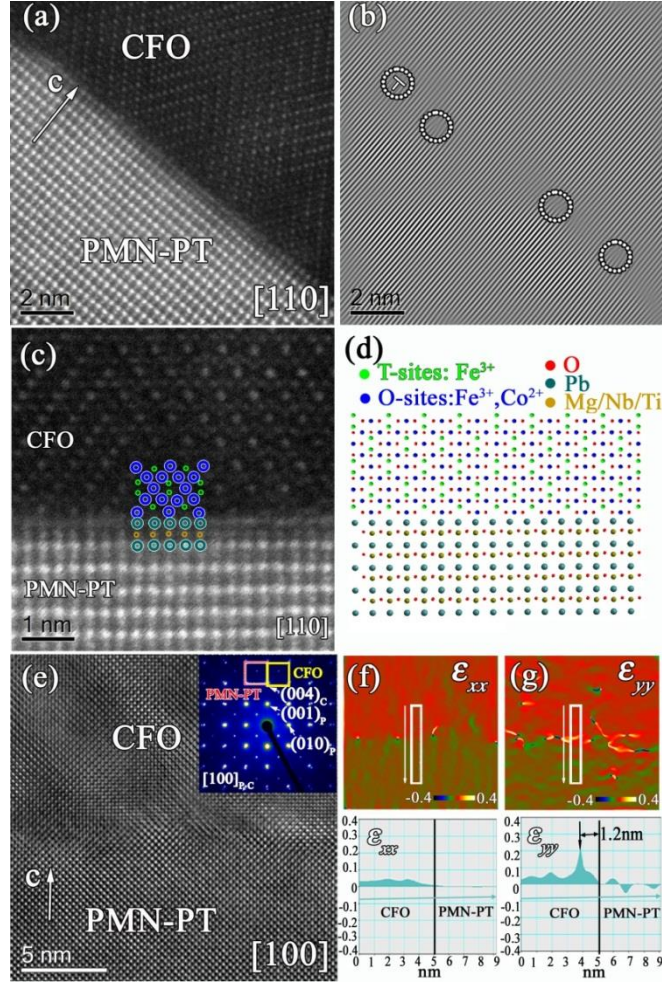 (a)
CFO
c
PMN-PT
2 nm
[110]
(b)
2 nm
(c)
CFO
PMN-PT
1 nm
[110]
(d)
T-sites: Fe³⁺
O-sites:Fe³⁺,Co²⁺
O
Pb
Mg/Nb/Ti
(e)
CFO
PMN-PT
CFO
(004)C
(001)P
(010)P
[100]P,C
c
PMN-PT
5 nm
[100]
(f)
εxx
-0.4 0.4
(g)
εyy
-0.4 0.4
0.4
0.3
0.2
0.1
0
-0.1
-0.2
-0.3
-0.4
εxx
CFO PMN-PT
0 1 2 3 4 5 6 7 8 9
nm
0.4
0.3
0.2
0.1
0
-0.1
-0.2
-0.3
-0.4
εyy
1.2nm
CFO PMN-PT
0 1 2 3 4 5 6 7 8 9
nm